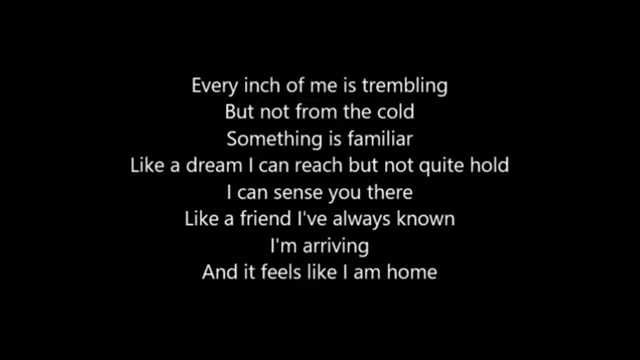 Every inch of me is trembling
But not from the cold
Something is familiar
Like a dream I can reach but not quite hold
I can sense you there
Like a friend I've always known
I'm arriving
And it feels like I am home